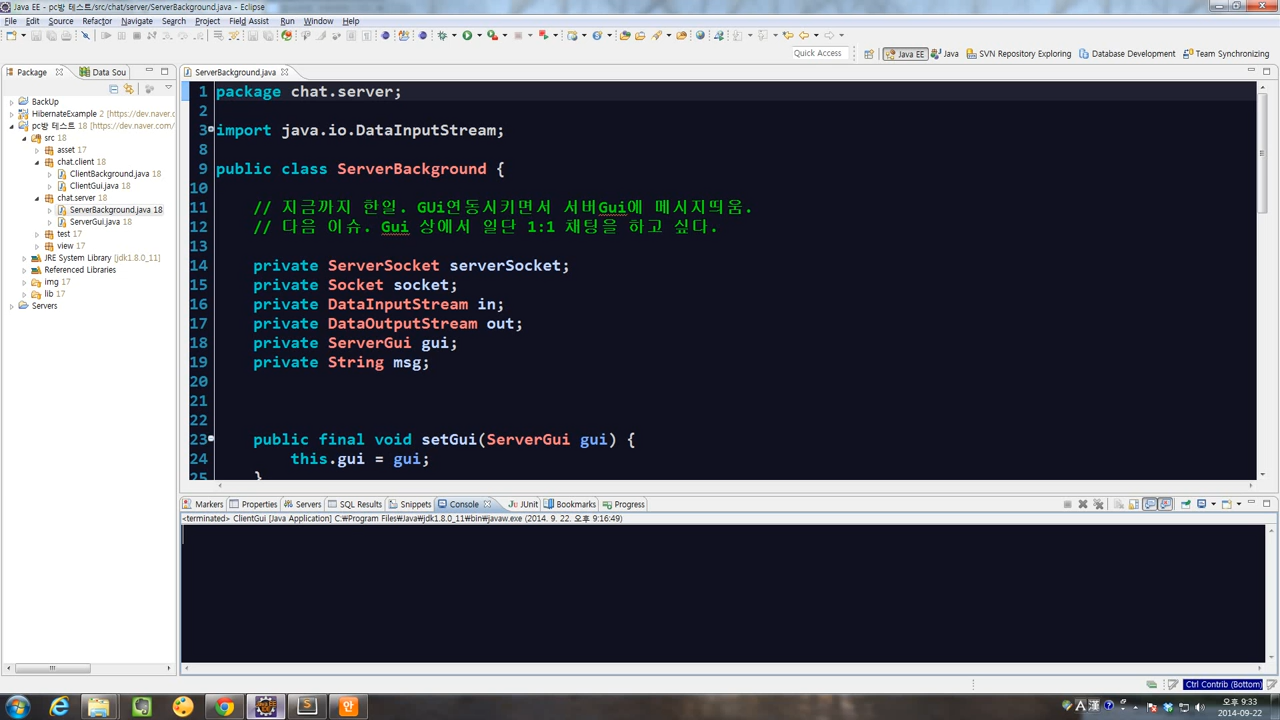 Java EE - pc방 테스트/src/chat/server/ServerBackground.java - Eclipse
File Edit Source Refactor Navigate Search Project Field Assist Run Window Help
Quick Access Java EE Java SVN Repository Exploring Database Development Team Synchronizing
Package Data Sou
BackUp
HibernateExample 2 [https://dev.naver.com/
pc방 테스트 18 [https://dev.naver.com/
src 18
asset 17
chat.client 18
ClientBackground.java 18
ClientGui.java 18
chat.server 18
ServerBackground.java 18
ServerGui.java 18
test 17
view 17
JRE System Library [jdk1.8.0_11]
Referenced Libraries
img 17
lib 17
Servers
ServerBackground.java
1 package chat.server;
2
3 import java.io.DataInputStream;
8
9 public class ServerBackground {
10
11 // 지금까지 한일. GUi연동시키면서 서버Gui에 메시지띄움.
12 // 다음 이슈. Gui 상에서 일단 1:1 채팅을 하고 싶다.
13
14 private ServerSocket serverSocket;
15 private Socket socket;
16 private DataInputStream in;
17 private DataOutputStream out;
18 private ServerGui gui;
19 private String msg;
20
21
22
23 public final void setGui(ServerGui gui) {
24 this.gui = gui;
25 }
Markers Properties Servers SQL Results Snippets Console JUnit Bookmarks Progress
<terminated> ClientGui [Java Application] C:₩Program Files₩Java₩jdk1.8.0_11₩bin₩javaw.exe (2014. 9. 22. 오후 9:16:49)
Ctrl Contrib (Bottom)
A 漢
오후 9:33
2014-09-22